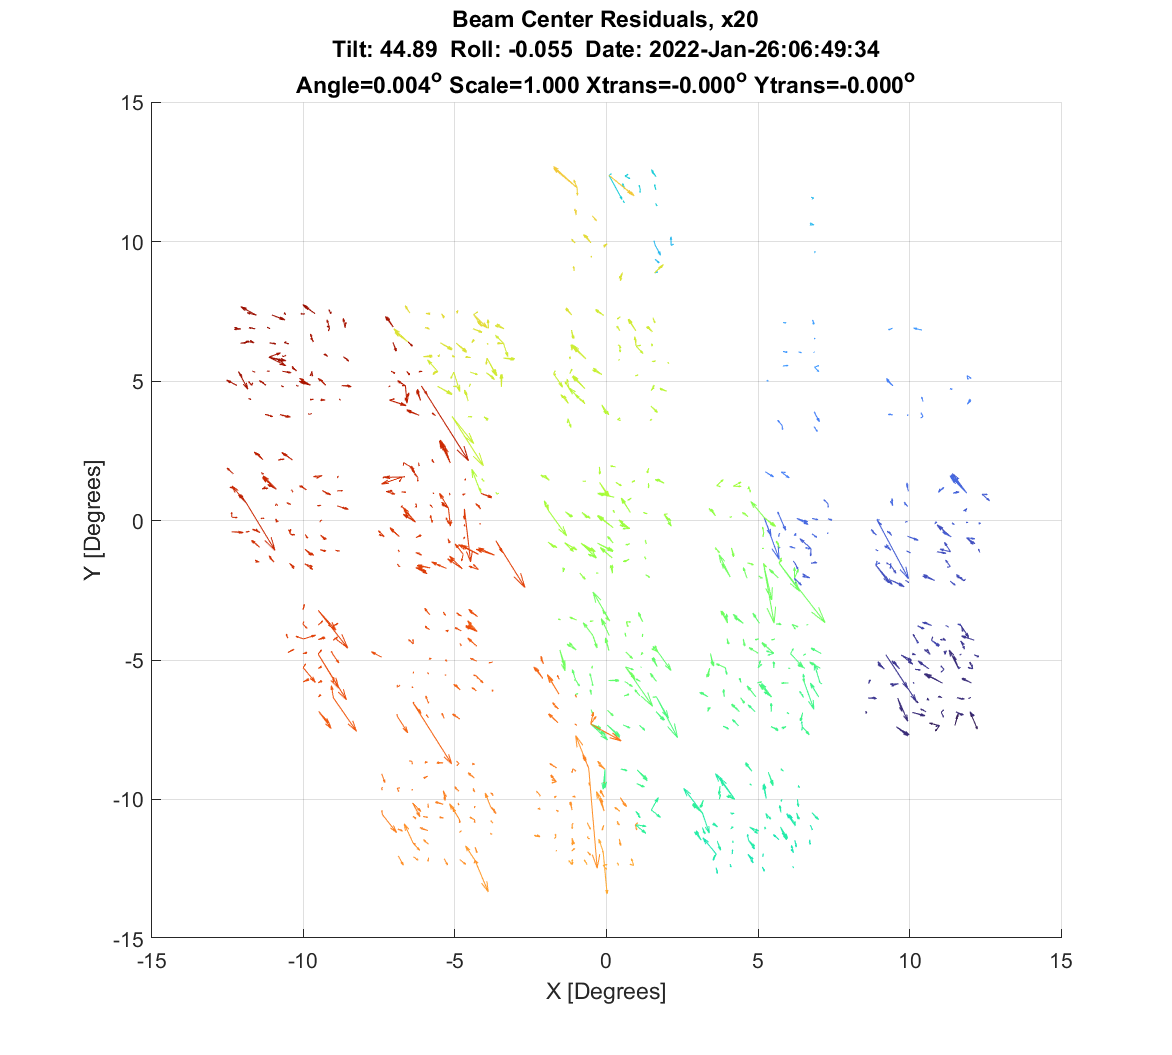 Beam Center Residuals, x20
Tilt: 44.89 Roll: -0.055 Date: 2022-Jan-26:06:49:34
Angle=0.004° Scale=1.000 Xtrans=-0.000° Ytrans=-0.000°
15
10
5
0
-5
-10
-15
Y [Degrees]
-15 -10 -5 0 5 10 15
X [Degrees]